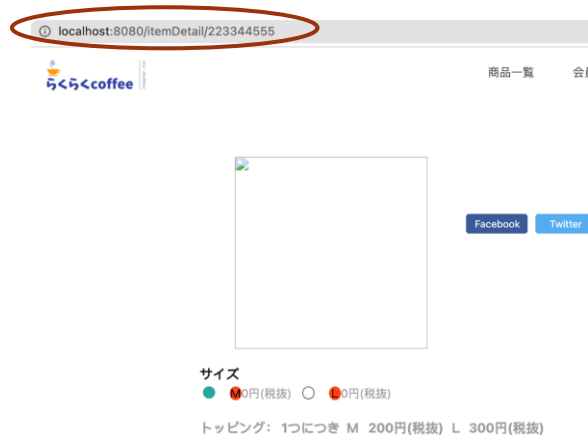 localhost:8080/itemDetail/223344555
らくらくcoffee
商品一覧 会
Facebook Twitter
サイズ
M 0円(税抜) L 0円(税抜)
トッピング: 1つにつき M 200円(税抜) L 300円(税抜)